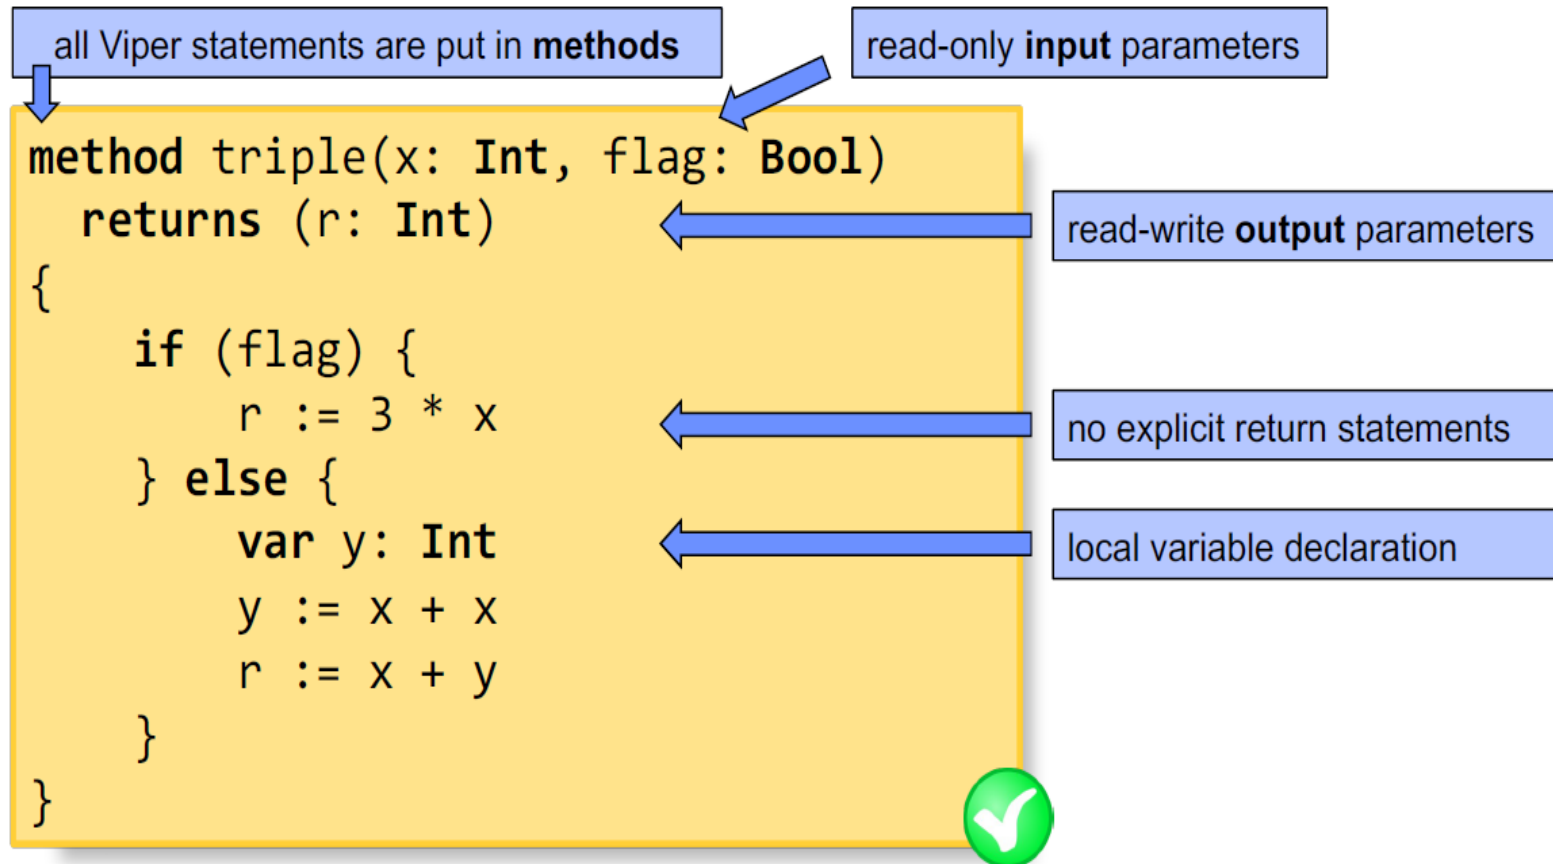 all Viper statements are put in methods
read-only input parameters
method triple(x: Int, flag: Bool)
returns (r: Int)
read-write output parameters
{
if (flag) {
r := 3 * x
no explicit return statements
} else {
var y: Int
local variable declaration
y := x + x
r := x + y
}
}